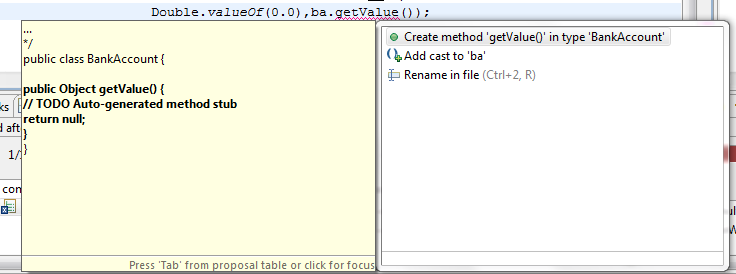 Double.valueOf(0.0),ba.getValue());
...
*/
public class BankAccount {
public Object getValue() {
// TODO Auto-generated method stub
return null;
}
}
Press 'Tab' from proposal table or click for focus
Create method 'getValue()' in type 'BankAccount'
Add cast to 'ba'
Rename in file (Ctrl+2, R)
ks
d afte
1/
con